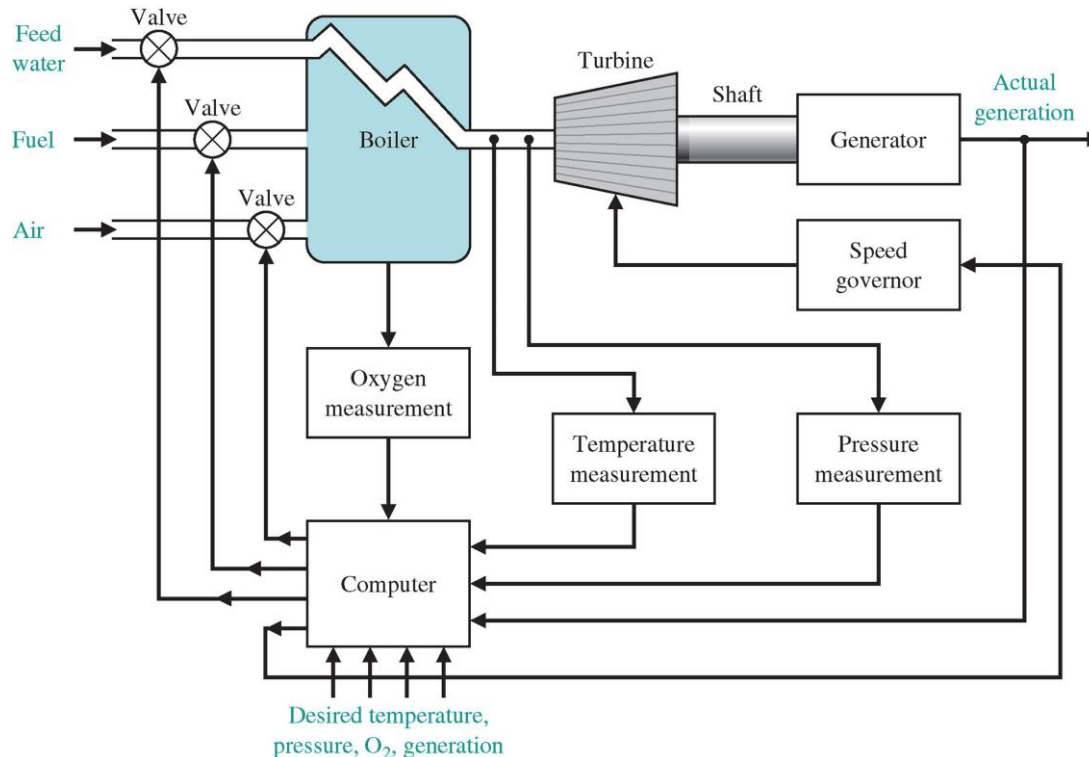 Valve
Feed
water
Valve
Fuel
Valve
Air
Boiler
Turbine
Shaft
Generator
Actual
generation
Speed
governor
Oxygen
measurement
Temperature
measurement
Pressure
measurement
Computer
Desired temperature,
pressure, O₂, generation